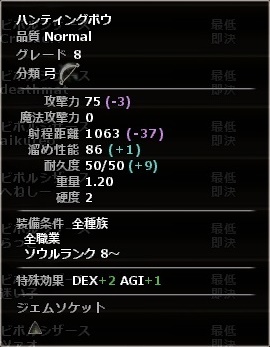 ハンティングボウ
品質 Normal
グレード 8
分類 弓
攻撃力 75 (-3)
魔法攻撃力 0
射程距離 1063 (-37)
溜め性能 86 (+1)
耐久度 50/50 (+9)
重量 1.20
硬度 2
装備条件 全種族
全職業
ソウルランク 8～
特殊効果 DEX+2 AGI+1
ジェムソケット